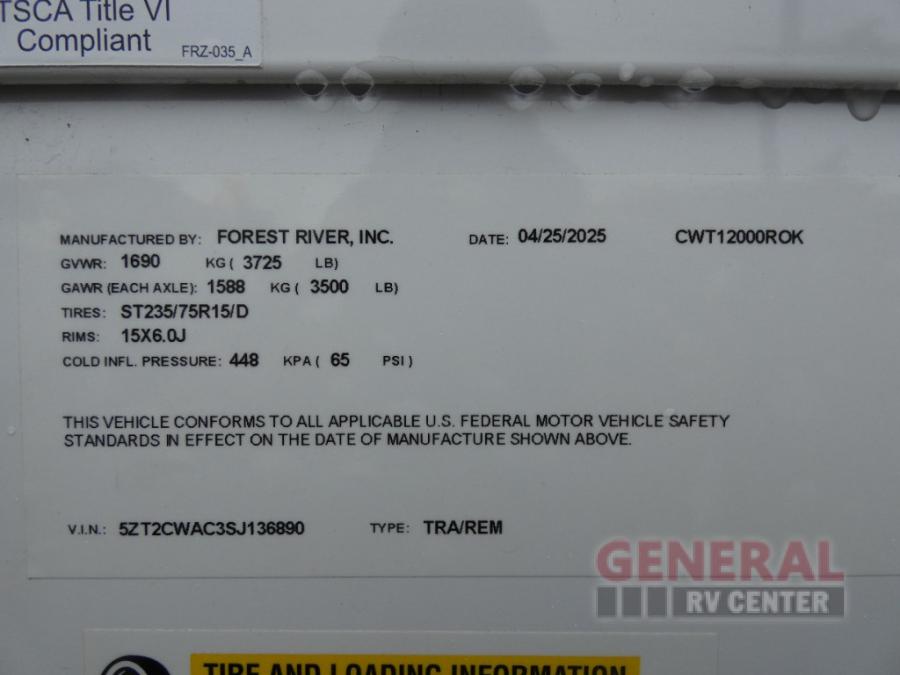 TSCA Title VI
Compliant FRZ-035_A
MANUFACTURED BY: FOREST RIVER, INC. DATE: 04/25/2025 CWT12000ROK
GVWR: 1690 KG ( 3725 LB)
GAWR (EACH AXLE): 1588 KG ( 3500 LB)
TIRES: ST235/75R15/D
RIMS: 15X6.0J
COLD INFL. PRESSURE: 448 KPA ( 65 PSI )
THIS VEHICLE CONFORMS TO ALL APPLICABLE U.S. FEDERAL MOTOR VEHICLE SAFETY
STANDARDS IN EFFECT ON THE DATE OF MANUFACTURE SHOWN ABOVE.
V.I.N.: 5ZT2CWAC3SJ136890 TYPE: TRA/REM
GENERAL
RV CENTER
TIRE AND LOADING INFORMATION